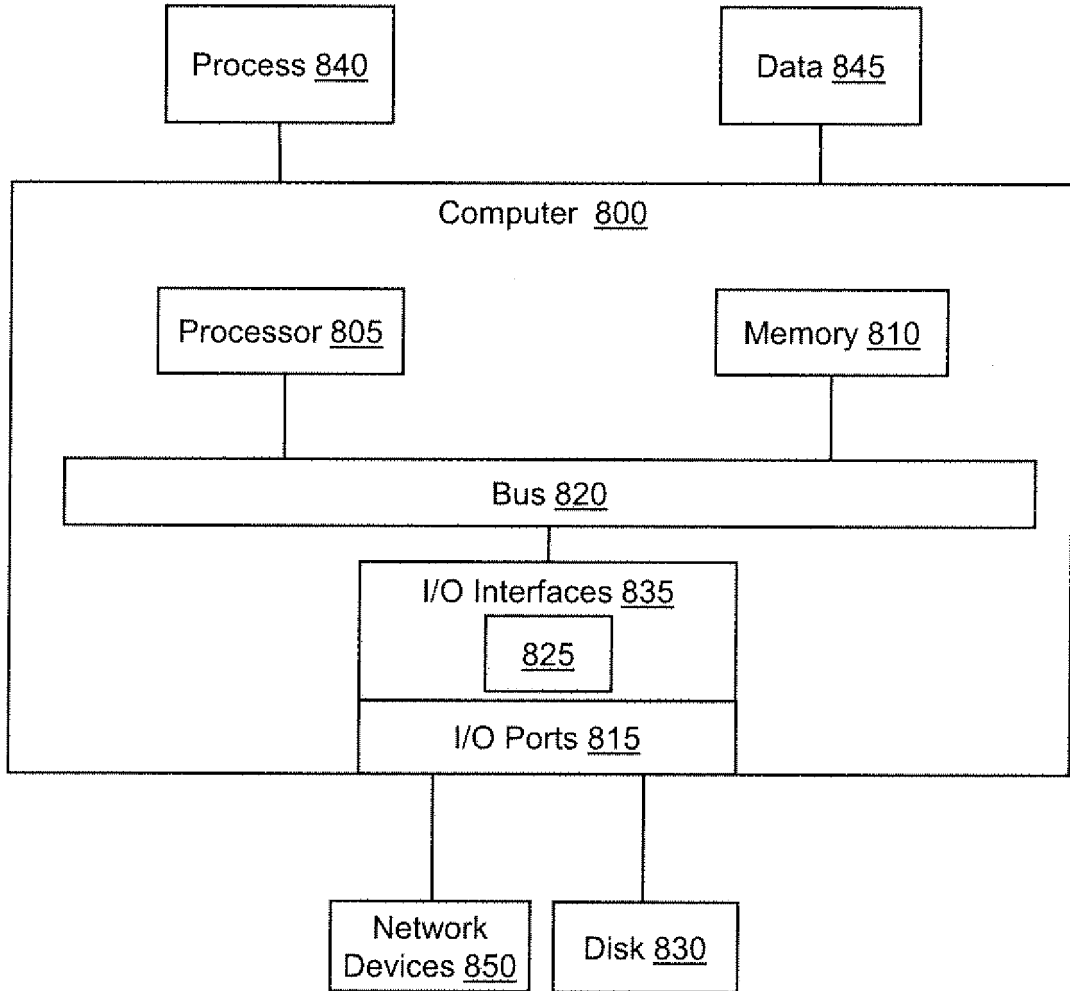 Process 840
Data 845
Computer 800
Processor 805
Memory 810
Bus 820
I/O Interfaces 835
825
I/O Ports 815
Network
Devices 850
Disk 830